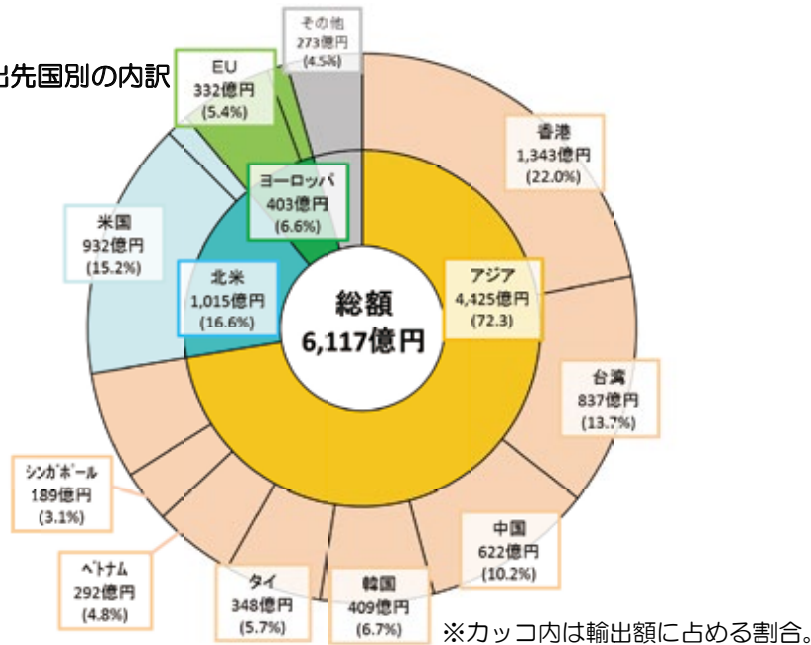 出先国別の内訳
その他
273億円
(4.5%)
EU
332億円
(5.4%)
ヨーロッパ
403億円
(6.6%)
香港
1,343億円
(22.0%)
米国
932億円
(15.2%)
北米
1,015億円
(16.6%)
総額
6,117億円
アジア
4,425億円
(72.3)
台湾
837億円
(13.7%)
中国
622億円
(10.2%)
韓国
409億円
(6.7%)
タイ
348億円
(5.7%)
ベトナム
292億円
(4.8%)
シンガポール
189億円
(3.1%)
※カッコ内は輸出額に占める割合。